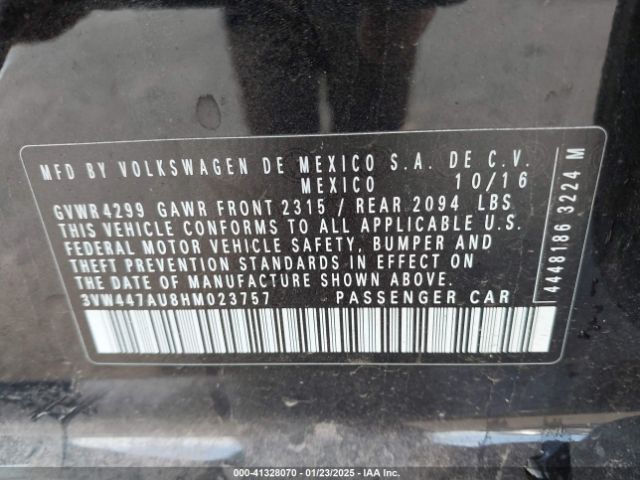 MFD BY VOLKSWAGEN DE MEXICO S.A. DE C.V.
MEXICO 10/16
GVWR 4299 GAWR FRONT 2315 / REAR 2094 LBS
THIS VEHICLE CONFORMS TO ALL APPLICABLE U.S.
FEDERAL MOTOR VEHICLE SAFETY, BUMPER AND
THEFT PREVENTION STANDARDS IN EFFECT ON
THE DATE OF MANUFACTURE SHOWN ABOVE.
3VW447AU8HM023757 PASSENGER CAR
4448186 3224 M
000-41328070 - 01/23/2025 - IAA Inc.